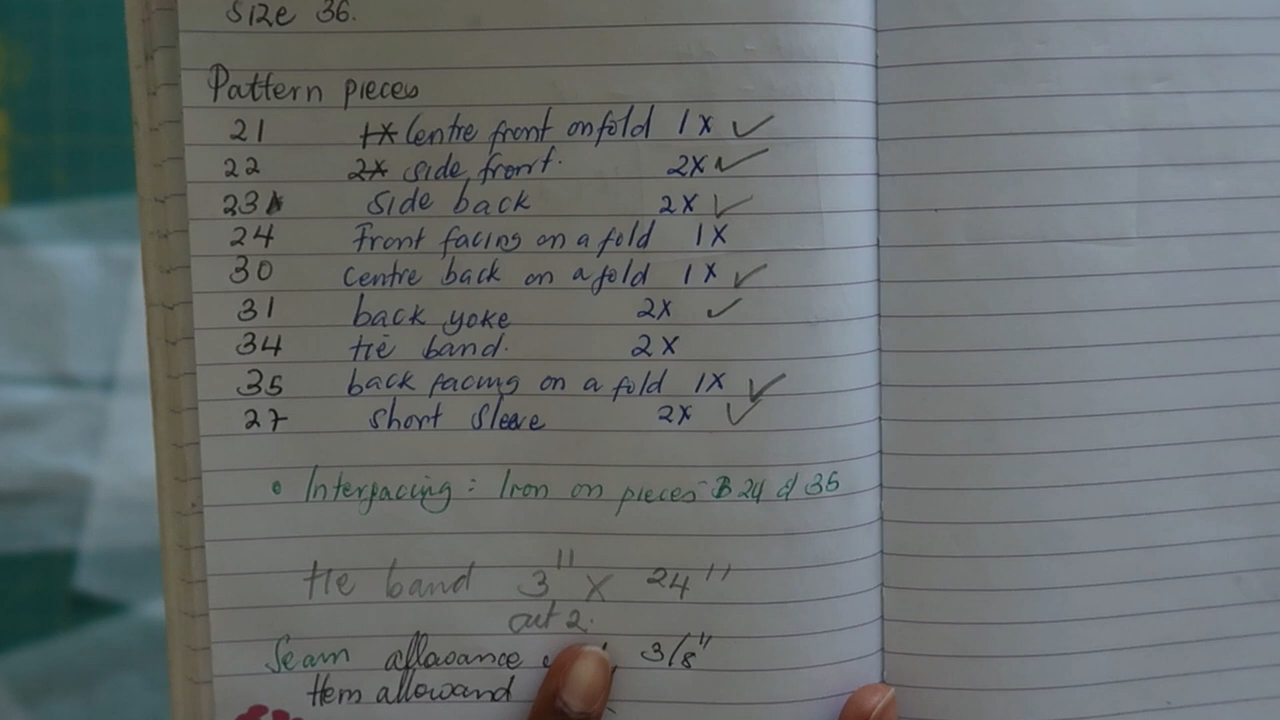 Size 36.
Pattern pieces
21 1x Centre front on fold 1X ✓
22 2x side front. 2X ✓
23 Side back 2X ✓
24 Front facing on a fold 1X
30 Centre back on a fold 1X ✓
31 back yoke 2X ✓
34 tie band. 2X
35 back facing on a fold 1X ✓
27 Short Sleeve 2X ✓
• Interfacing: Iron on pieces 24 & 35
tie band 3" X 24"
cut 2.
Seam allowance 3/8"
Hem allowand